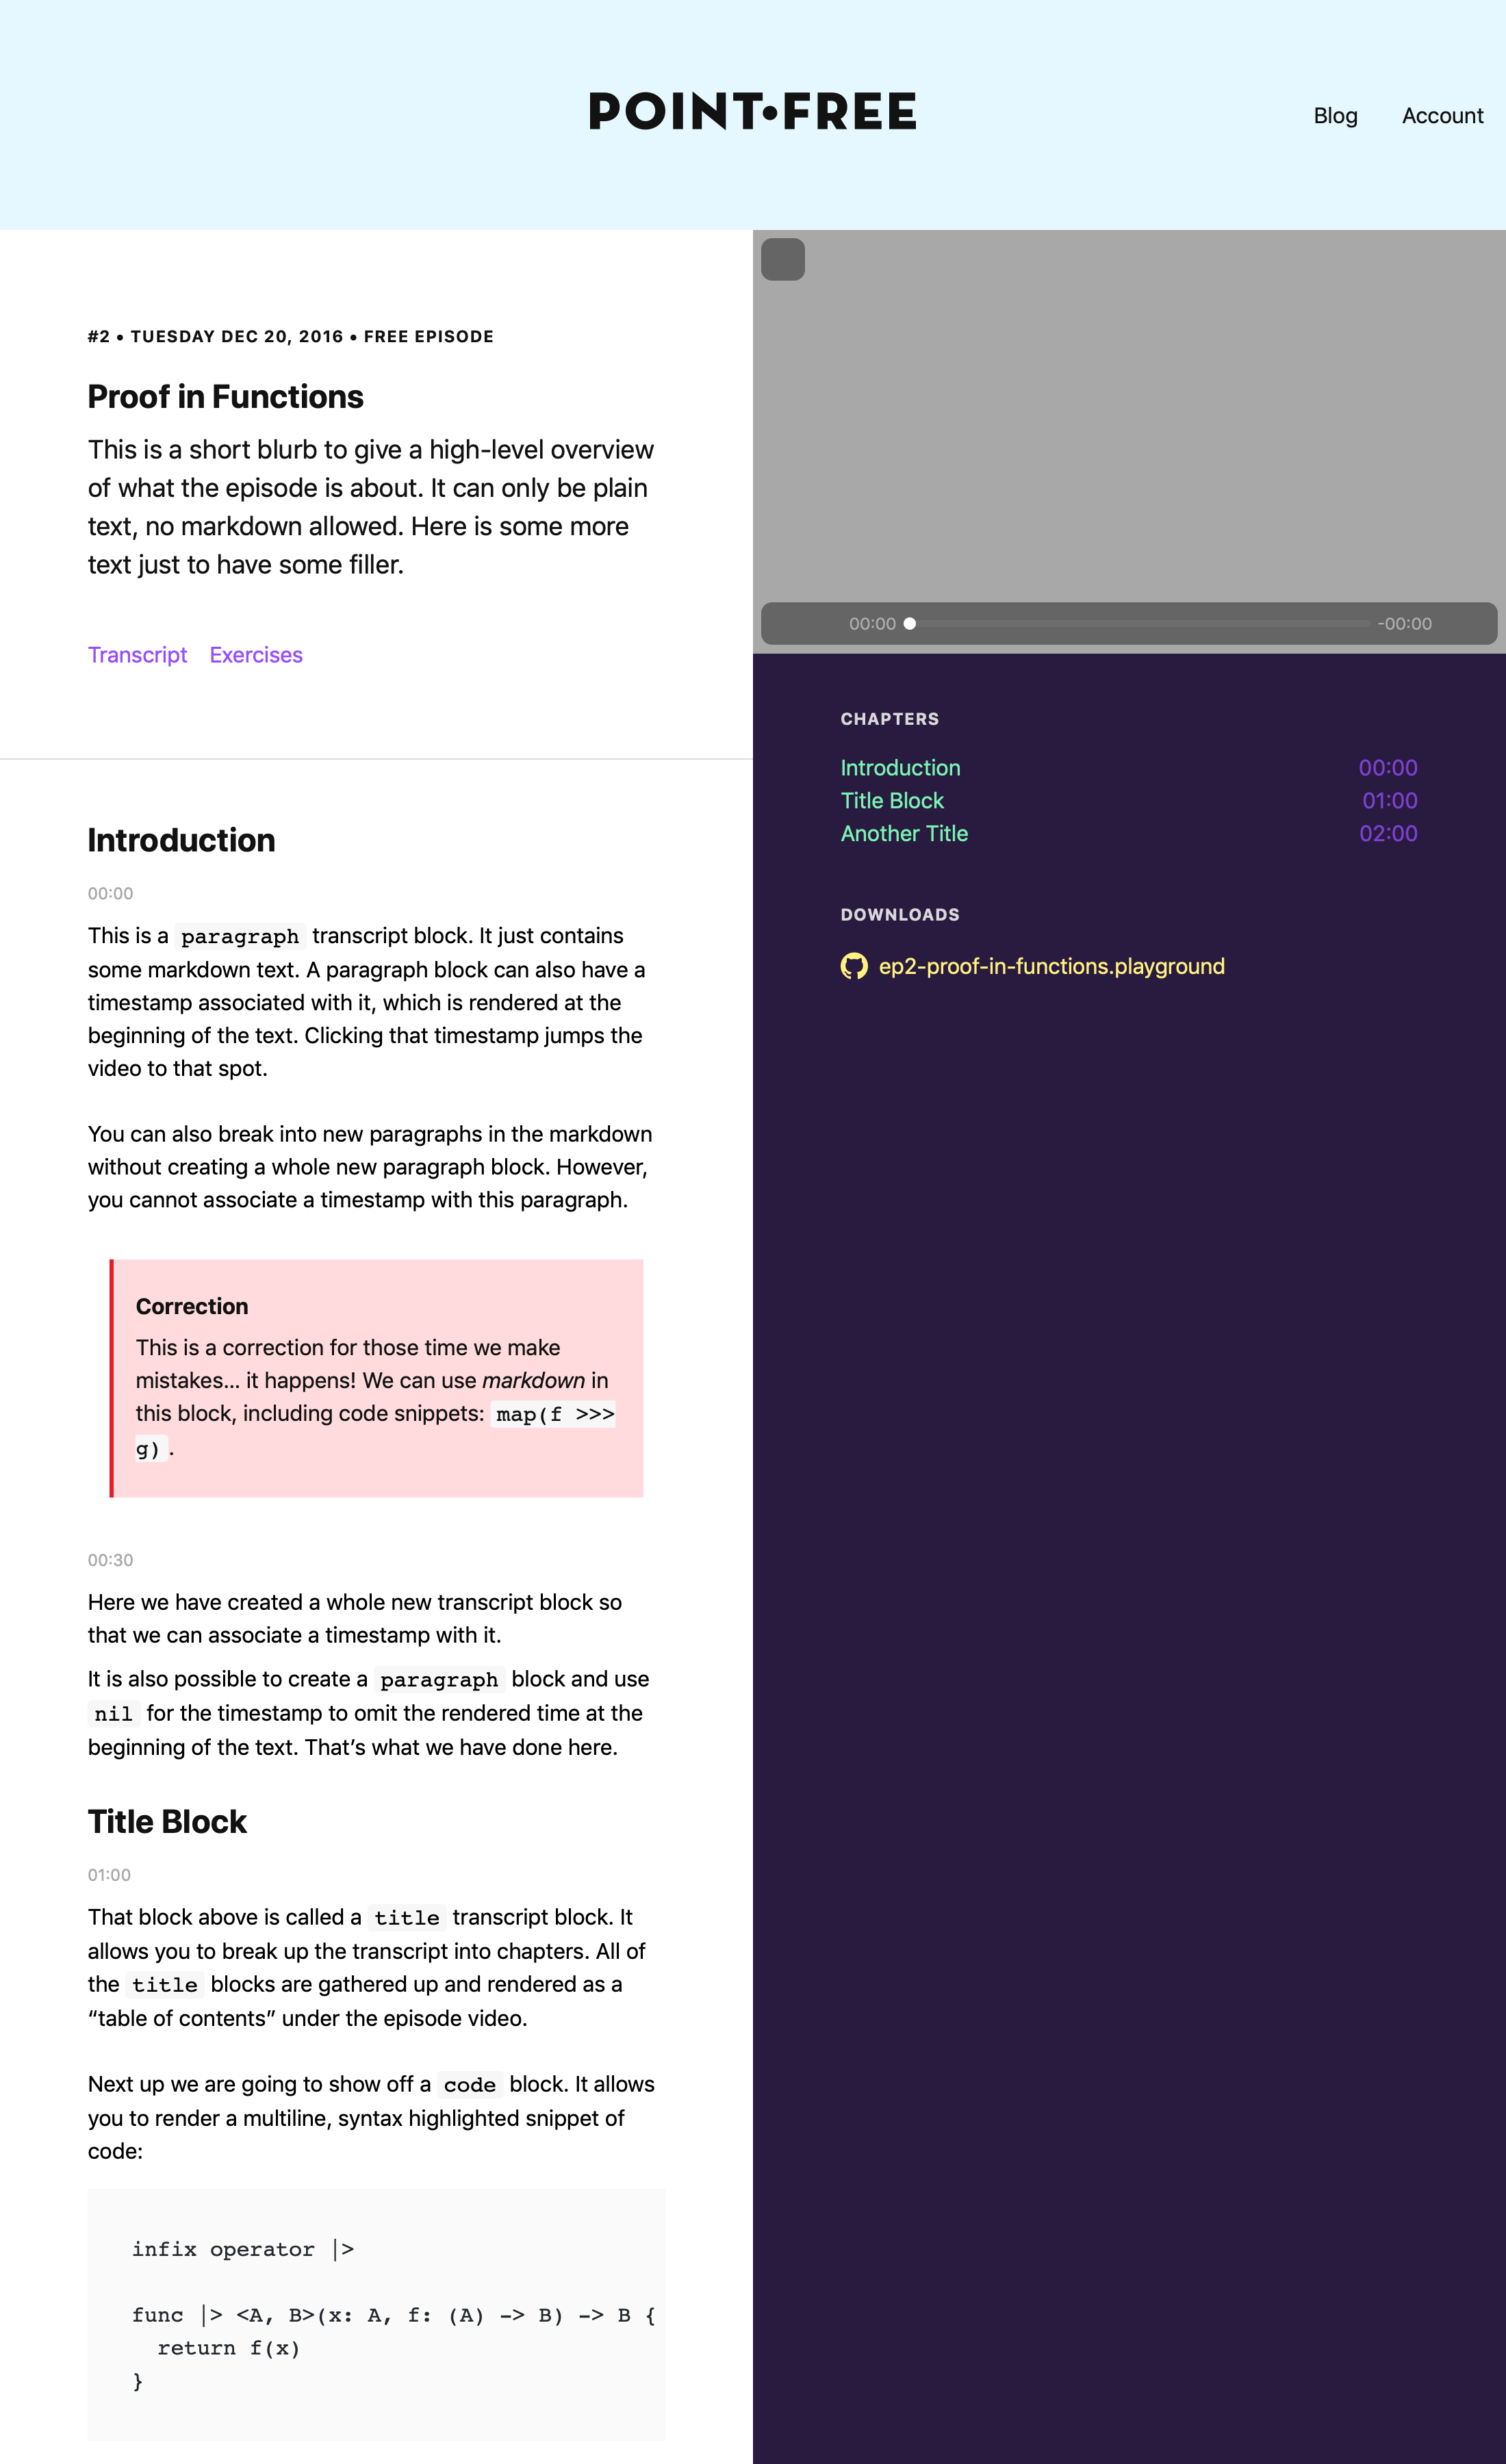 POINT•FREE
Blog
Account
#2 • TUESDAY DEC 20, 2016 • FREE EPISODE
Proof in Functions
This is a short blurb to give a high-level overview
of what the episode is about. It can only be plain
text, no markdown allowed. Here is some more
text just to have some filler.
Transcript
Exercises
Introduction
00:00
This is a paragraph transcript block. It just contains
some markdown text. A paragraph block can also have a
timestamp associated with it, which is rendered at the
beginning of the text. Clicking that timestamp jumps the
video to that spot.
You can also break into new paragraphs in the markdown
without creating a whole new paragraph block. However,
you cannot associate a timestamp with this paragraph.
Correction
This is a correction for those time we make
mistakes… it happens! We can use markdown in
this block, including code snippets: map(f >>>
g).
00:30
Here we have created a whole new transcript block so
that we can associate a timestamp with it.
It is also possible to create a paragraph block and use
nil for the timestamp to omit the rendered time at the
beginning of the text. That’s what we have done here.
Title Block
01:00
That block above is called a title transcript block. It
allows you to break up the transcript into chapters. All of
the title blocks are gathered up and rendered as a
“table of contents” under the episode video.
Next up we are going to show off a code block. It allows
you to render a multiline, syntax highlighted snippet of
code:
infix operator |>
func |> <A, B>(x: A, f: (A) -> B) -> B {
  return f(x)
}
00:00
-00:00
CHAPTERS
Introduction 00:00
Title Block 01:00
Another Title 02:00
DOWNLOADS
ep2-proof-in-functions.playground